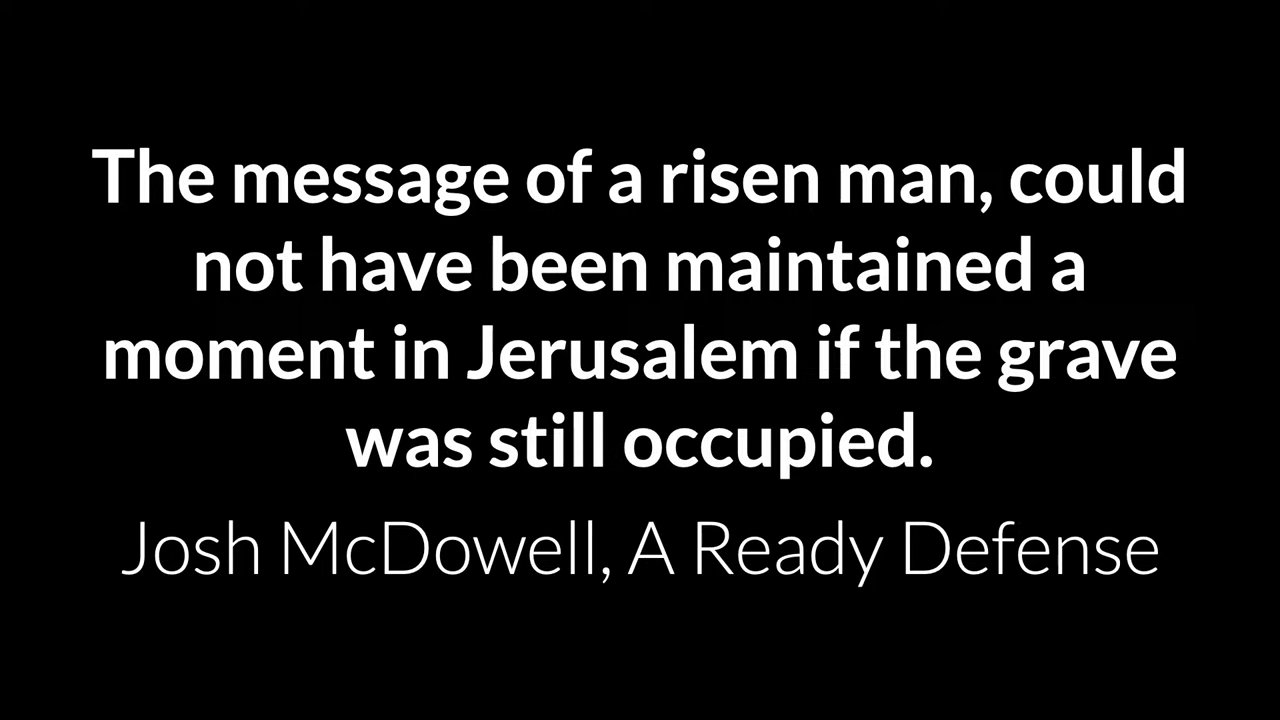 The message of a risen man, could
not have been maintained a
moment in Jerusalem if the grave
was still occupied.
Josh McDowell, A Ready Defense